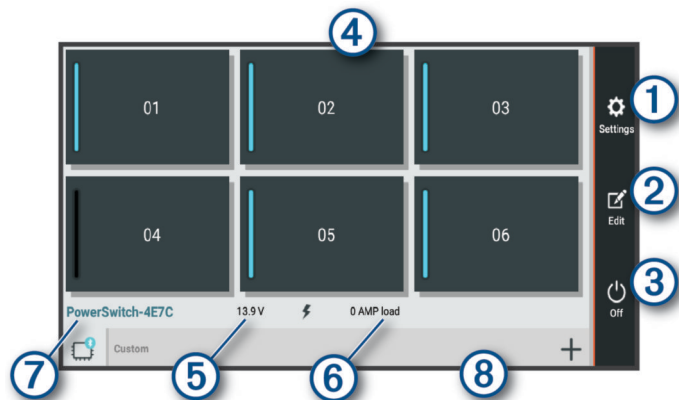 4
01 02 03
1
Settings
2
Edit
04 05 06
3
Off
PowerSwitch-4E7C 13.9 V 0 AMP load
Custom +
7 5 6 8